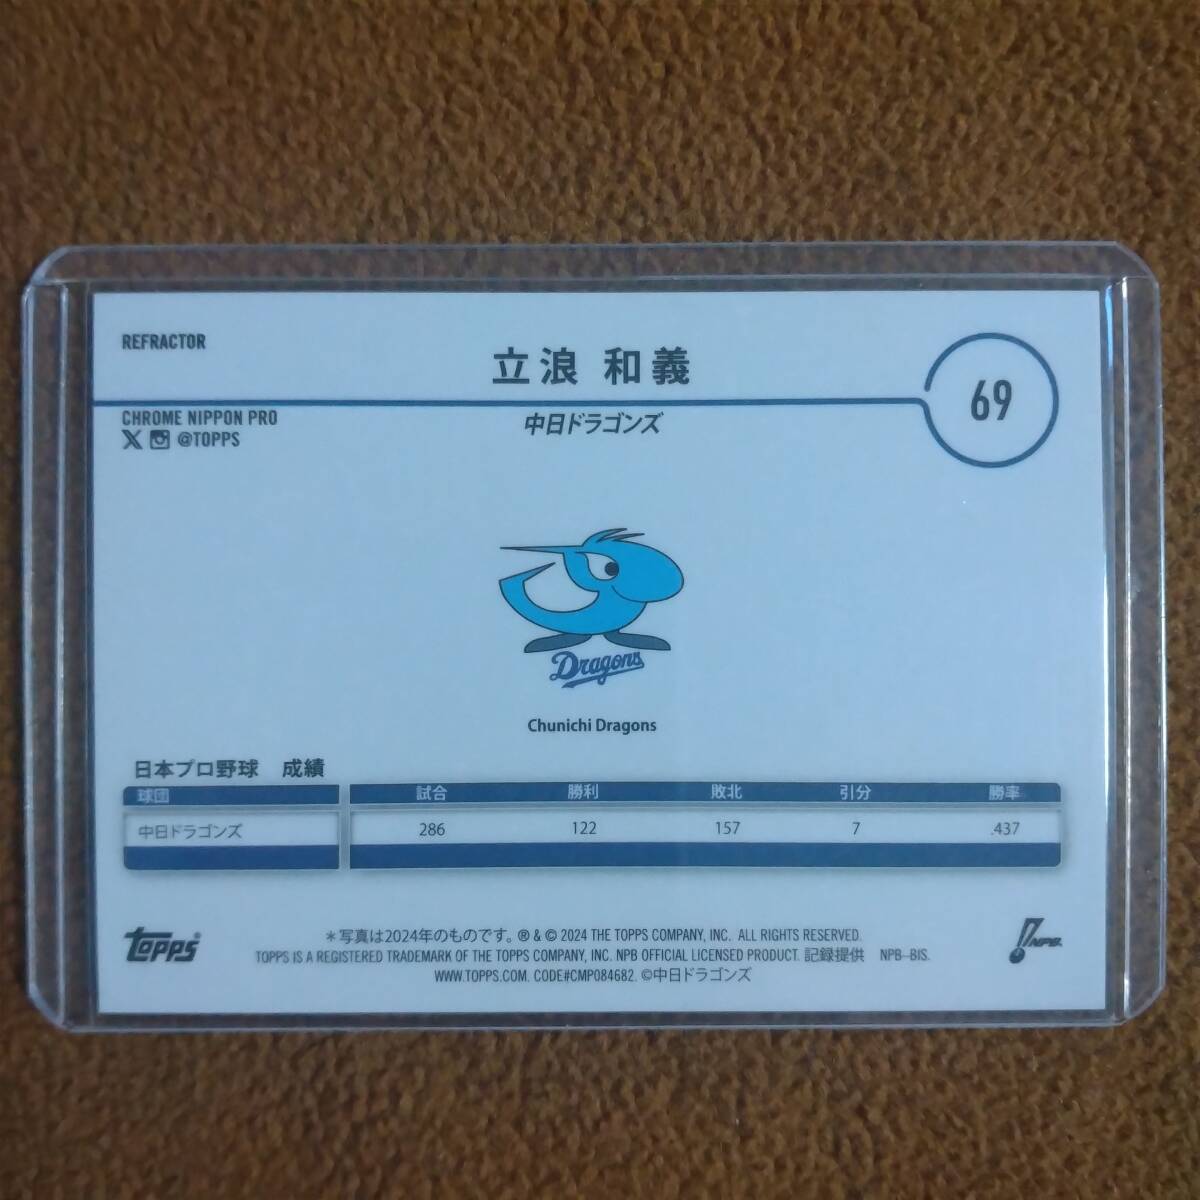 REFRACTOR
立浪 和義
69
CHROME NIPPON PRO
@TOPPS
中日ドラゴンズ
Dragons
Chunichi Dragons
日本プロ野球 成績
球団 試合 勝利 敗北 引分 勝率
中日ドラゴンズ 286 122 157 7 .437
topps®
＊写真は2024年のものです。® & © 2024 THE TOPPS COMPANY, INC. ALL RIGHTS RESERVED.
TOPPS IS A REGISTERED TRADEMARK OF THE TOPPS COMPANY, INC. NPB OFFICIAL LICENSED PRODUCT. 記録提供 NPB–BIS.
WWW.TOPPS.COM. CODE#CMP084682. ©中日ドラゴンズ
NPB.